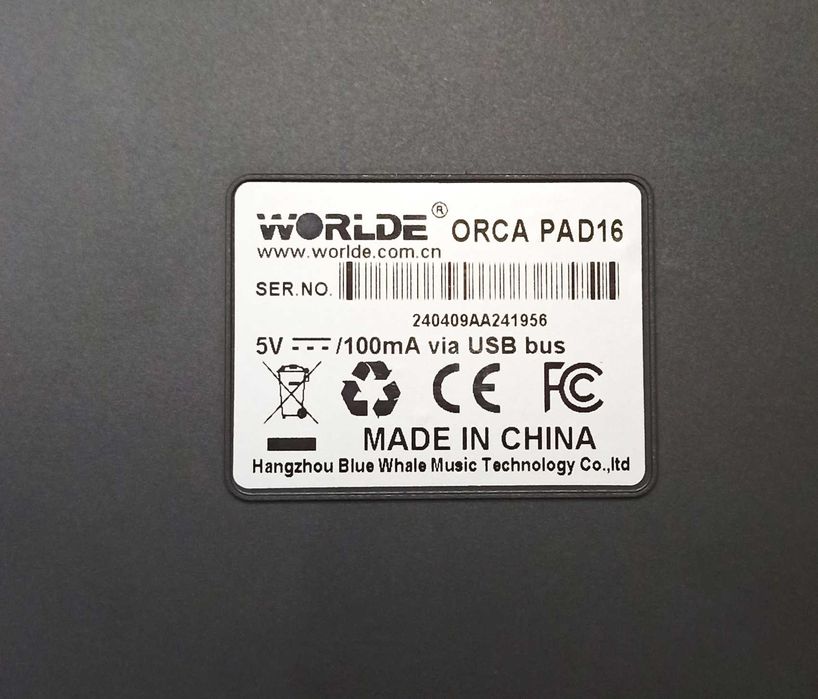 WORLDE® ORCA PAD16
www.worlde.com.cn
SER.NO.
240409AA241956
5V ⎓ /100mA via USB bus
CE FC
MADE IN CHINA
Hangzhou Blue Whale Music Technology Co.,ltd